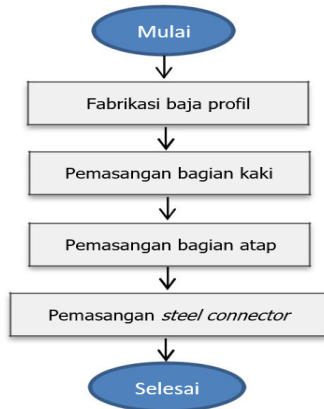 Mulai
Fabrikasi baja profil
Pemasangan bagian kaki
Pemasangan bagian atap
Pemasangan steel connector
Selesai